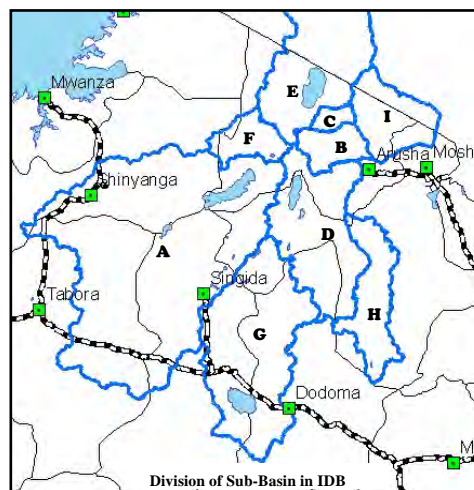 Mwanza
E
C
I
F
B
Arusha
Mosh
Shinyanga
D
A
Singida
Tabora
H
G
Dodoma
M
Division of Sub-Basin in IDB